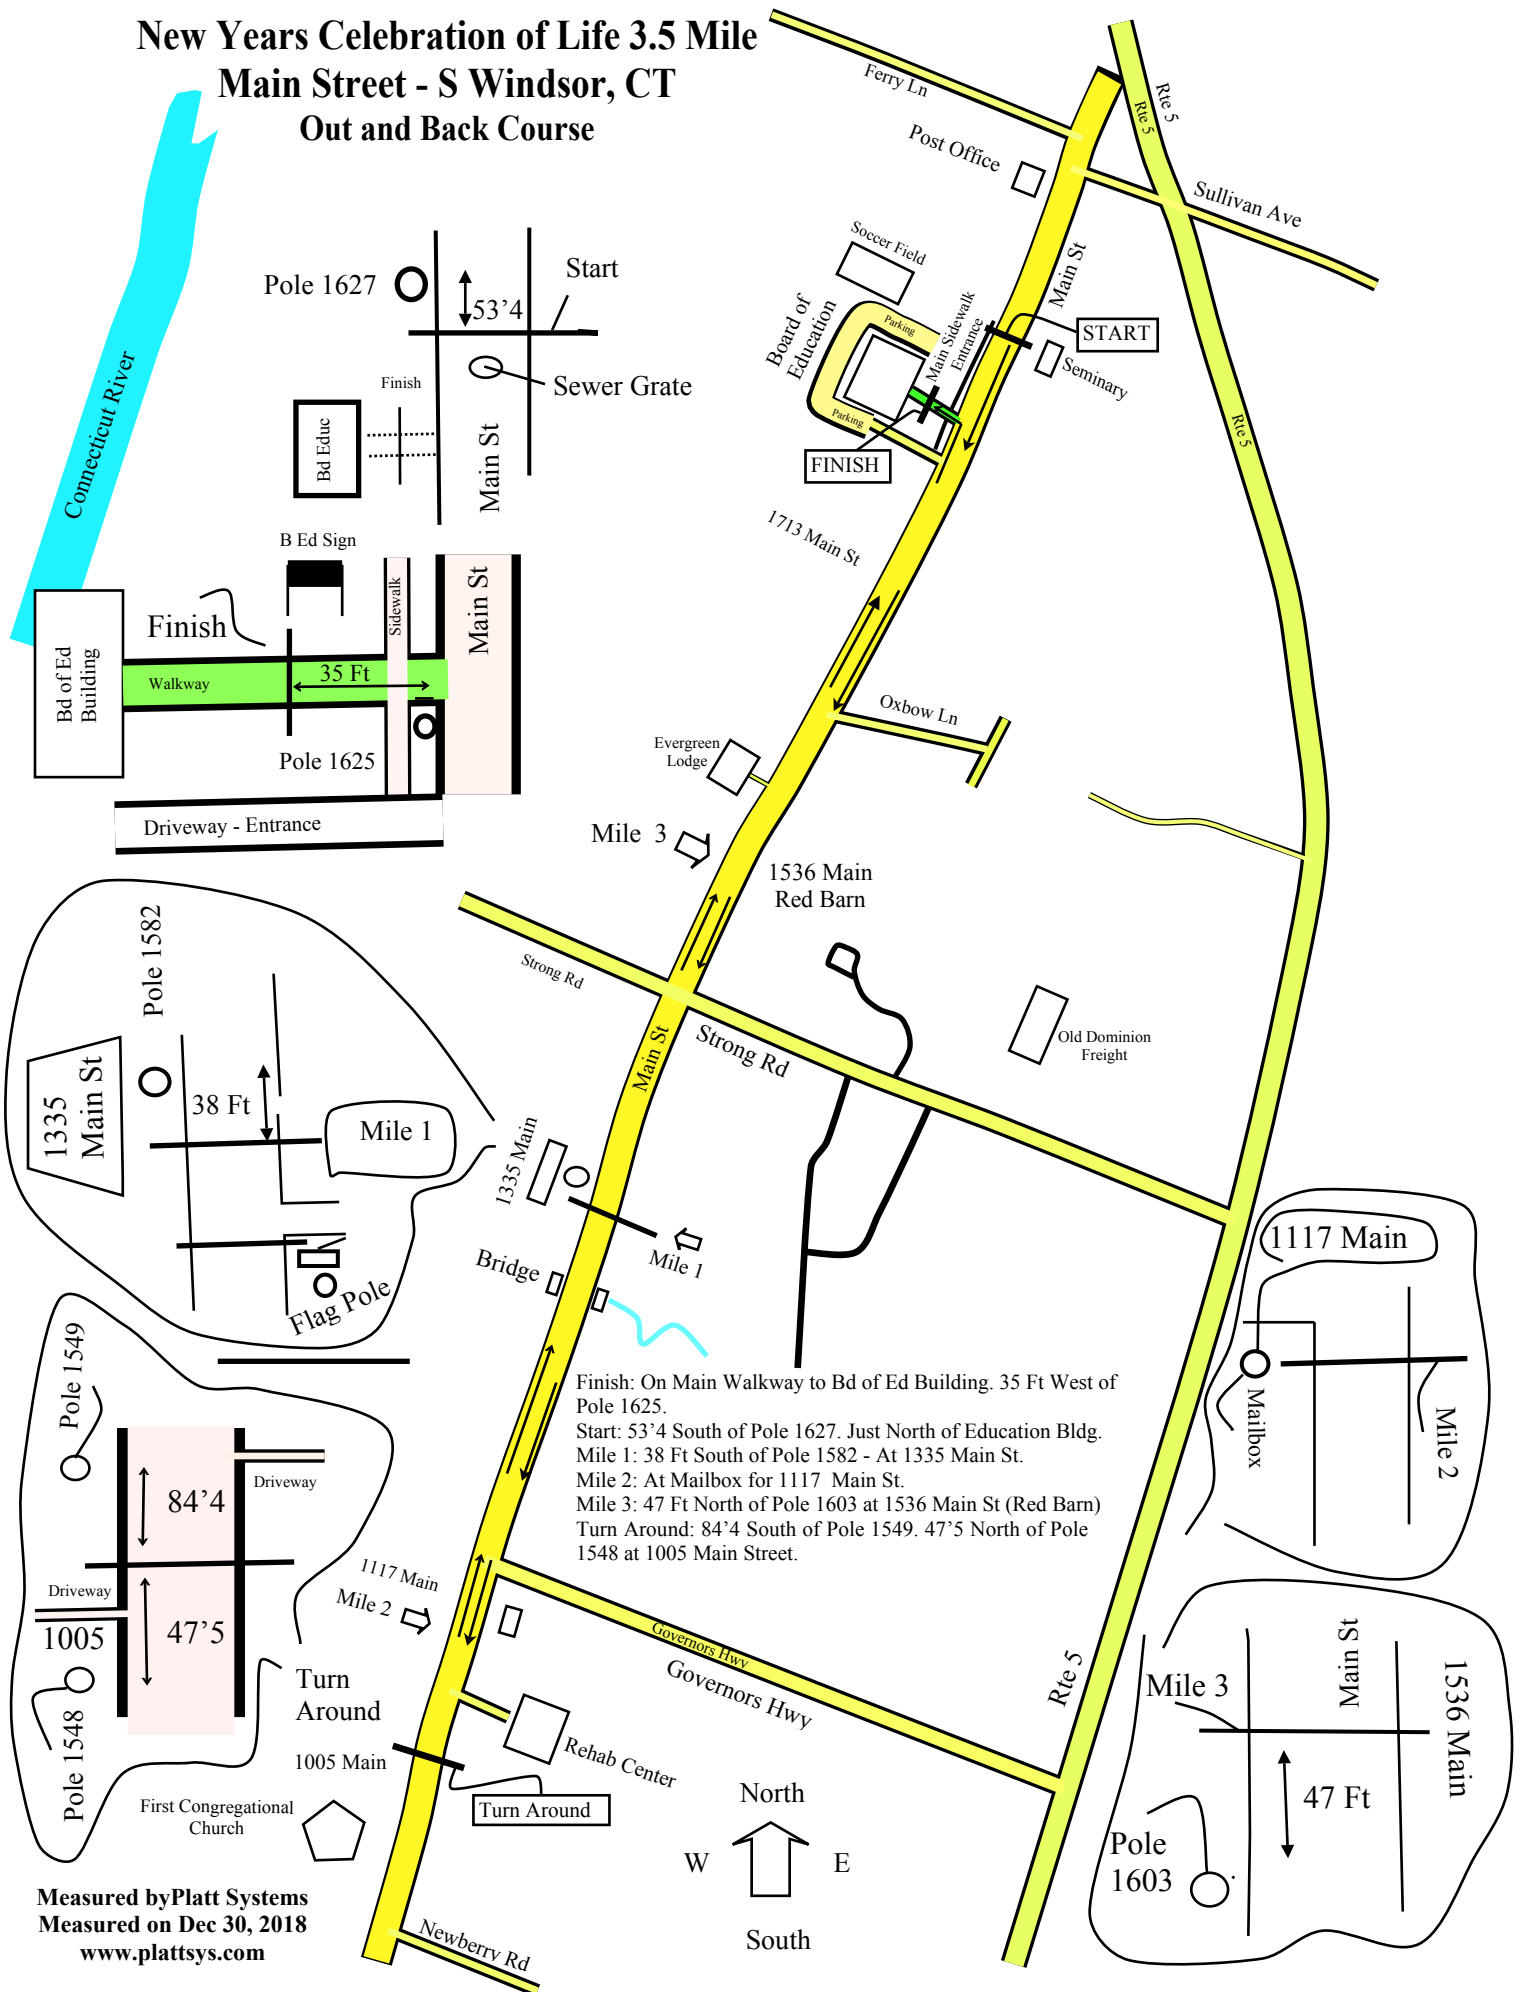 New Years Celebration of Life 3.5 Mile
Main Street - S Windsor, CT
Out and Back Course
Ferry Ln
Rte 5
Rte 5
Post Office
Sullivan Ave
Soccer Field
Main St
Board of
Education
Parking
Main Sidewalk
Entrance
START
Seminary
Parking
FINISH
Rte 5
1713 Main St
Connecticut River
Pole 1627
53'4
Start
Finish
Sewer Grate
Bd Educ
Main St
B Ed Sign
Finish
Sidewalk
Main St
Bd of Ed
Building
Walkway
35 Ft
Pole 1625
Driveway - Entrance
Oxbow Ln
Evergreen
Lodge
Mile 3
1536 Main
Red Barn
Strong Rd
Strong Rd
Main St
Old Dominion
Freight
Pole 1582
1335
Main St
38 Ft
Mile 1
Flag Pole
1335 Main
Mile 1
Bridge
1117 Main
Mailbox
Mile 2
Finish: On Main Walkway to Bd of Ed Building. 35 Ft West of
Pole 1625.
Start: 53'4 South of Pole 1627. Just North of Education Bldg.
Mile 1: 38 Ft South of Pole 1582 - At 1335 Main St.
Mile 2: At Mailbox for 1117 Main St.
Mile 3: 47 Ft North of Pole 1603 at 1536 Main St (Red Barn)
Turn Around: 84'4 South of Pole 1549. 47'5 North of Pole
1548 at 1005 Main Street.
Pole 1549
84'4
Driveway
Driveway
1005
47'5
Pole 1548
Turn
Around
1117 Main
Mile 2
Governors Hwy
Governors Hwy
Rte 5
Rehab Center
1005 Main
Turn Around
First Congregational
Church
North
W
E
South
Newberry Rd
Mile 3
Main St
1536 Main
47 Ft
Pole
1603
Measured byPlatt Systems
Measured on Dec 30, 2018
www.plattsys.com